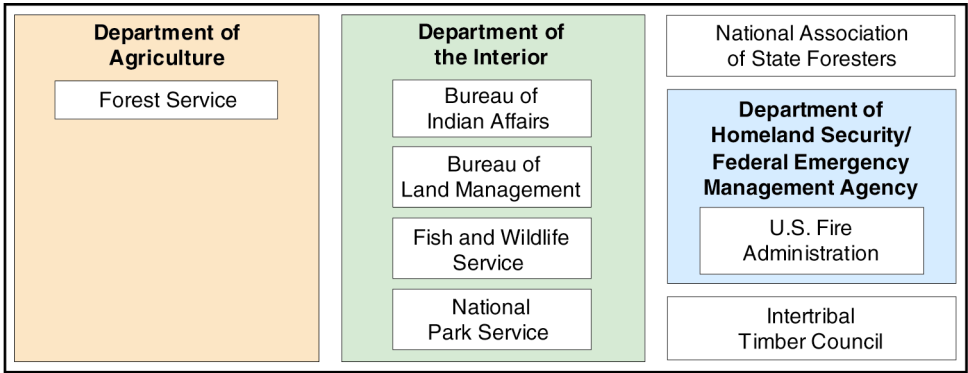 Department of
Agriculture
Forest Service
Department of
the Interior
Bureau of
Indian Affairs
Bureau of
Land Management
Fish and Wildlife
Service
National
Park Service
National Association
of State Foresters
Department of
Homeland Security/
Federal Emergency
Management Agency
U.S. Fire
Administration
Intertribal
Timber Council